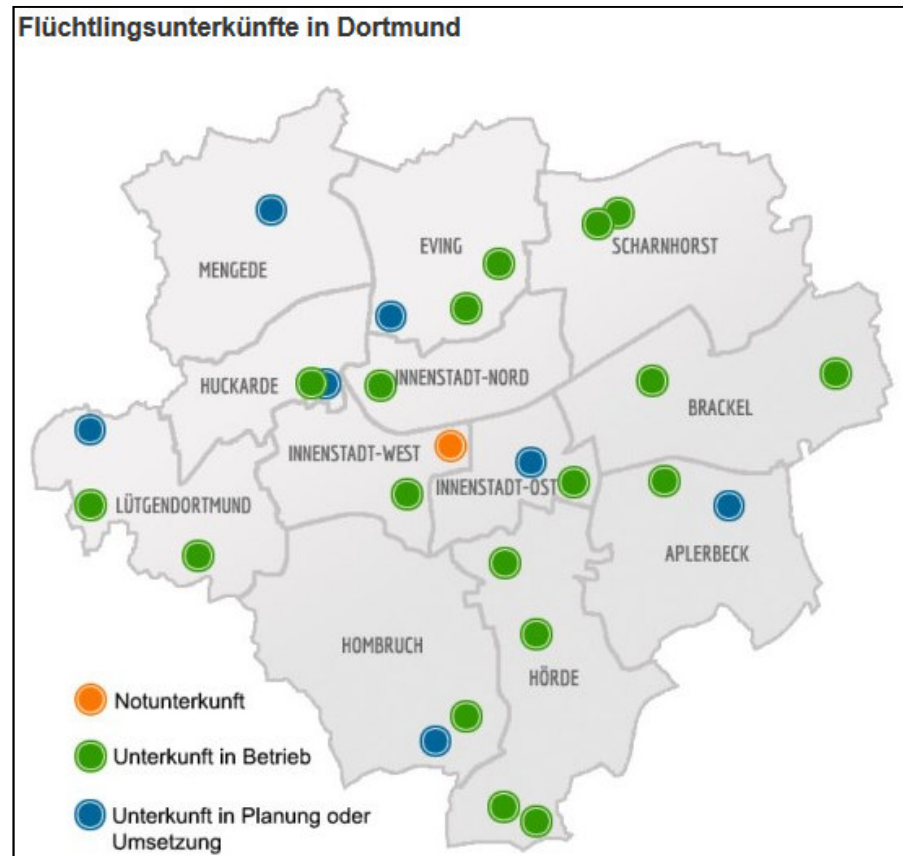 Flüchtlingsunterkünfte in Dortmund
MENGEDE
EVING
SCHARNHORST
HUCKARDE
INNENSTADT-NORD
BRACKEL
INNENSTADT-WEST
INNENSTADT-OST
LÜTGENDORTMUND
APLERBECK
HOMBRUCH
HÖRDE
Notunterkunft
Unterkunft in Betrieb
Unterkunft in Planung oder
Umsetzung